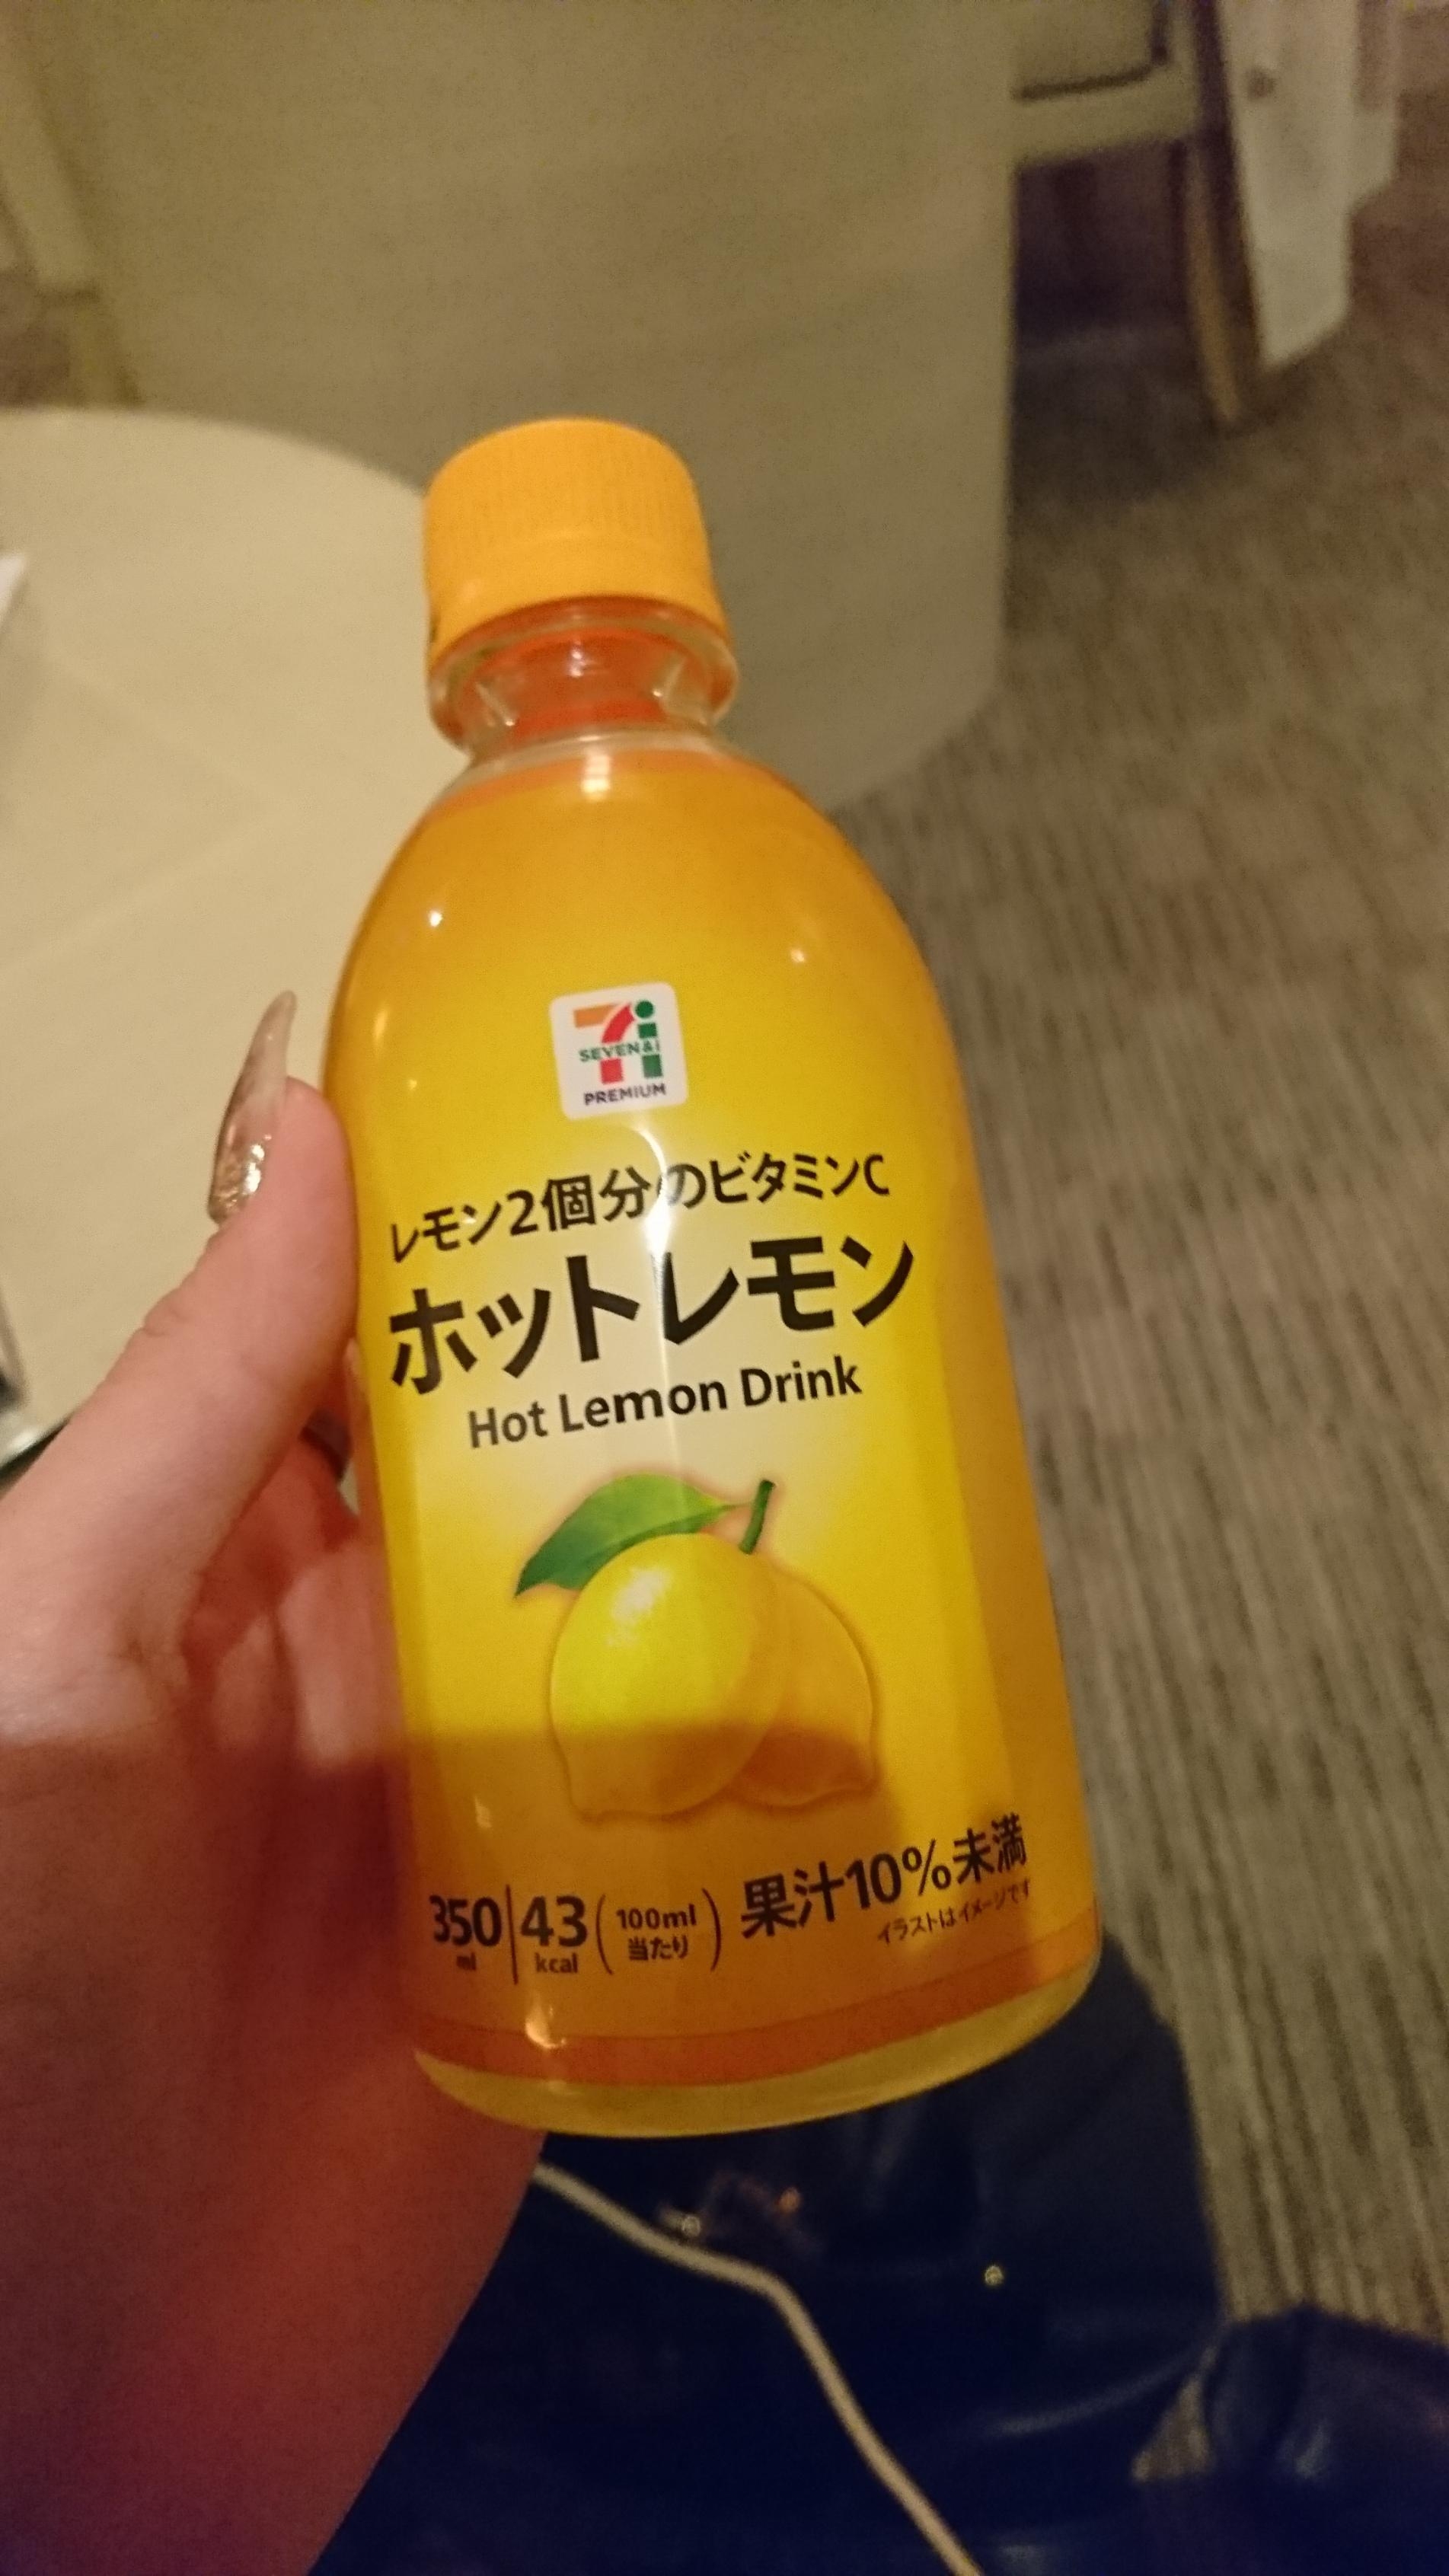 SEVEN&i
PREMIUM
レモン2個分のビタミンC
ホットレモン
Hot Lemon Drink
350 ml 43 kcal (100ml 当たり) 果汁10%未満
イラストはイメージです